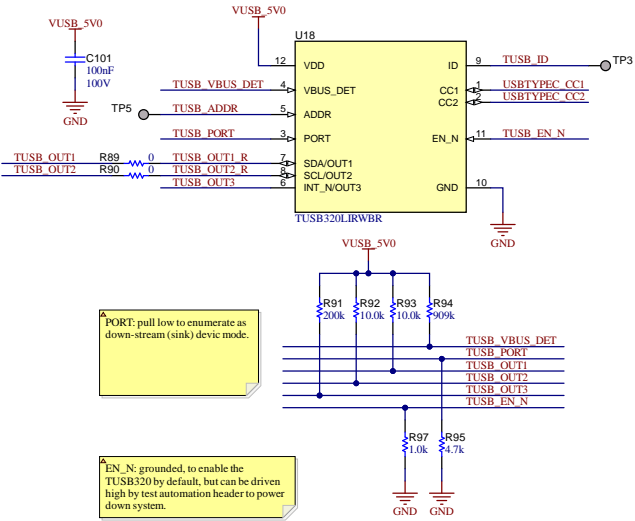 VUSB_5V0
VUSB_5V0
C101
100nF
100V
GND
U18
12 VDD
ID 9 TUSB_ID TP3
TUSB_VBUS_DET 4 VBUS_DET
CC1 1 USBTYPEC_CC1
CC2 2 USBTYPEC_CC2
TP5 TUSB_ADDR 5 ADDR
TUSB_PORT 3 PORT
EN_N 11 TUSB_EN_N
TUSB_OUT1 R89 0 TUSB_OUT1_R 7 SDA/OUT1
TUSB_OUT2 R90 0 TUSB_OUT2_R 8 SCL/OUT2
TUSB_OUT3 6 INT_N/OUT3
GND 10
TUSB320LIRWBR
GND
VUSB_5V0
R91 R92 R93 R94
200k 10.0k 10.0k 909k
PORT: pull low to enumerate as
down-stream (sink) devic mode.
TUSB_VBUS_DET
TUSB_PORT
TUSB_OUT1
TUSB_OUT2
TUSB_OUT3
TUSB_EN_N
R97 R95
1.0k 4.7k
GND GND
EN_N: grounded, to enable the
TUSB320 by default, but can be driven
high by test automation header to power
down system.